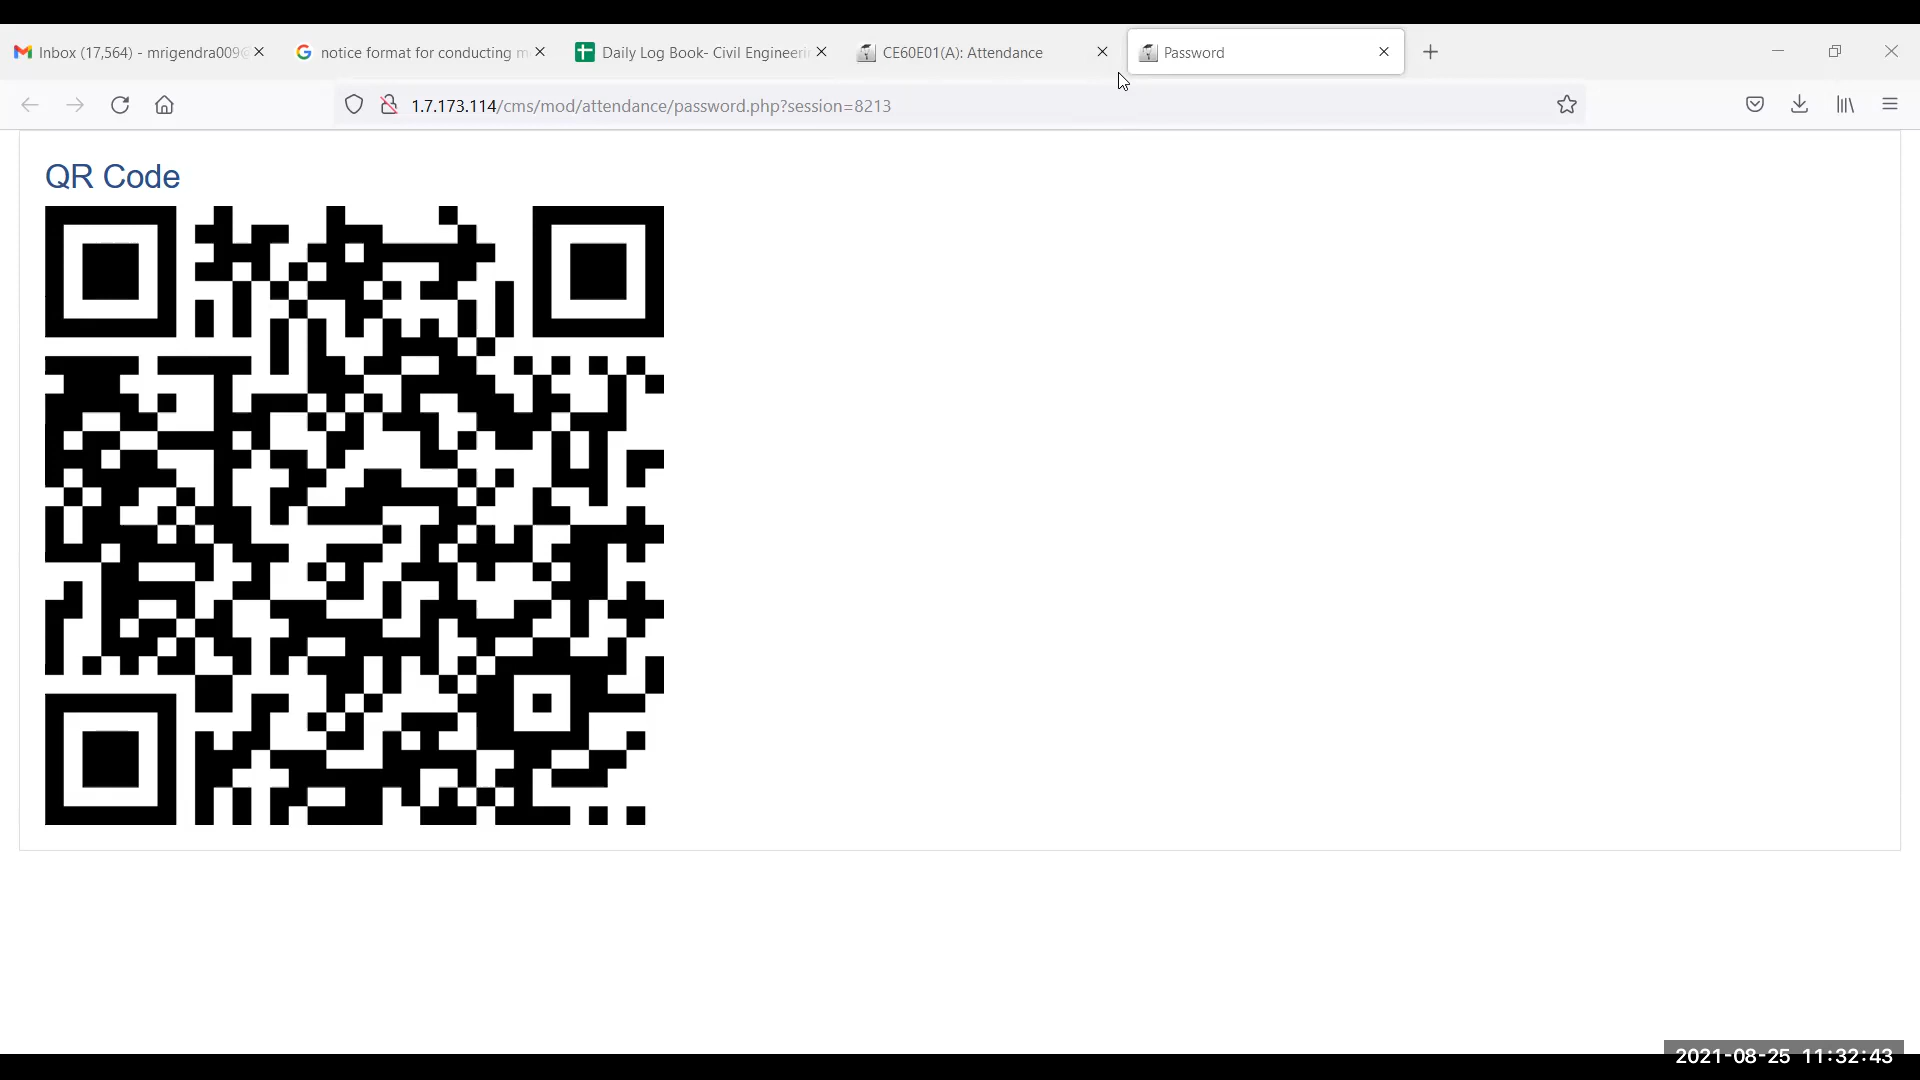 Inbox (17,564) - mrigendra009@
notice format for conducting m
Daily Log Book- Civil Engineeri
CE60E01(A): Attendance
Password
1.7.173.114/cms/mod/attendance/password.php?session=8213
QR Code
2021-08-25 11:32:43